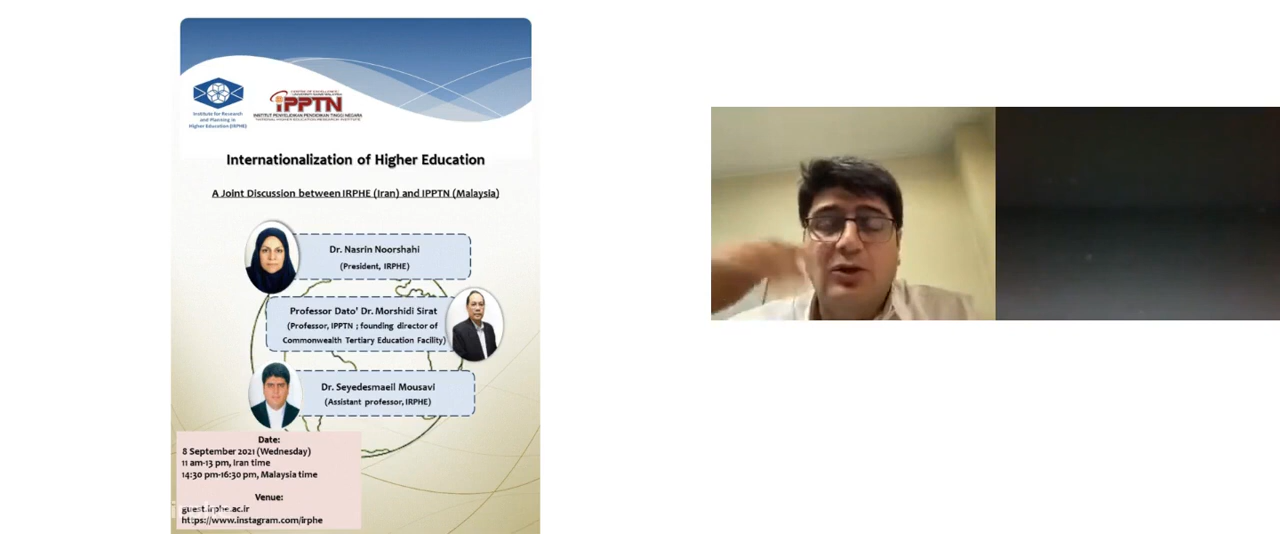 Institute for Research
and Planning in
Higher Education (IRPHE)
iPPTN
INSTITUT PENYELIDIKAN PENDIDIKAN TINGGI NEGARA
NATIONAL HIGHER EDUCATION RESEARCH INSTITUTE
Internationalization of Higher Education
A Joint Discussion between IRPHE (Iran) and IPPTN (Malaysia)
Dr. Nasrin Noorshahi
(President, IRPHE)
Professor Dato' Dr. Morshidi Sirat
(Professor, IPPTN ; founding director of
Commonwealth Tertiary Education Facility)
Dr. Seyedesmaeil Mousavi
(Assistant professor, IRPHE)
Date:
8 September 2021 (Wednesday)
11 am-13 pm, Iran time
14:30 pm-16:30 pm, Malaysia time
Venue:
guest.irphe.ac.ir
https://www.instagram.com/irphe